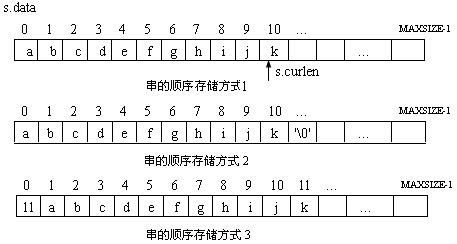 s.data
0 1 2 3 4 5 6 7 8 9 10 ... MAXSIZE-1
a b c d e f g h i j k ...
s.curlen
串的顺序存储方式1
0 1 2 3 4 5 6 7 8 9 10 ... MAXSIZE-1
a b c d e f g h i j k '\0' ...
串的顺序存储方式 2
0 1 2 3 4 5 6 7 8 9 10 11 ... MAXSIZE-1
11 a b c d e f g h i j k ...
串的顺序存储方式 3